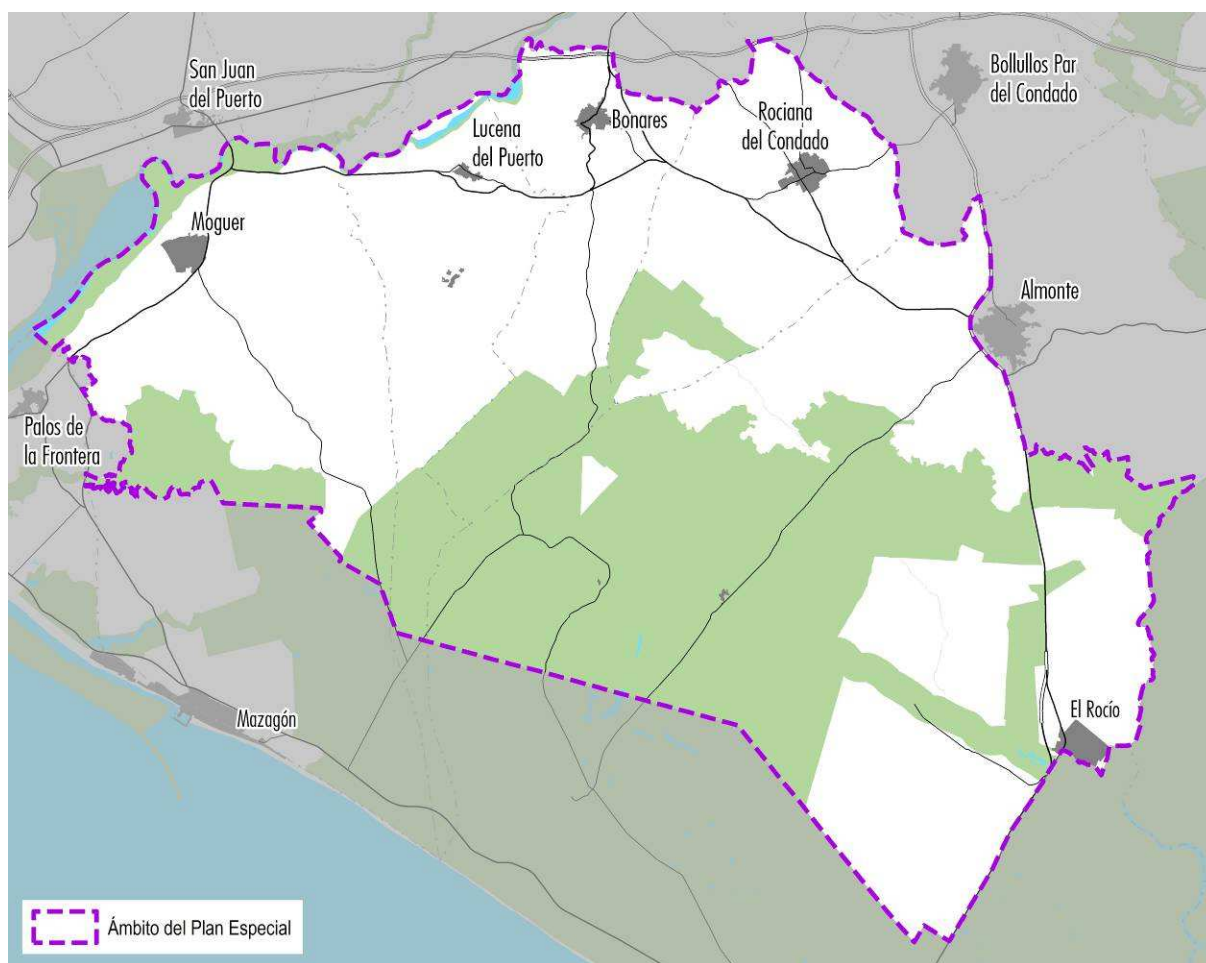 San Juan
del Puerto
Bollullos Par
del Condado
Bonares
Lucena
del Puerto
Rociana
del Condado
Moguer
Almonte
Palos de
la Frontera
Mazagón
El Rocío
Ámbito del Plan Especial